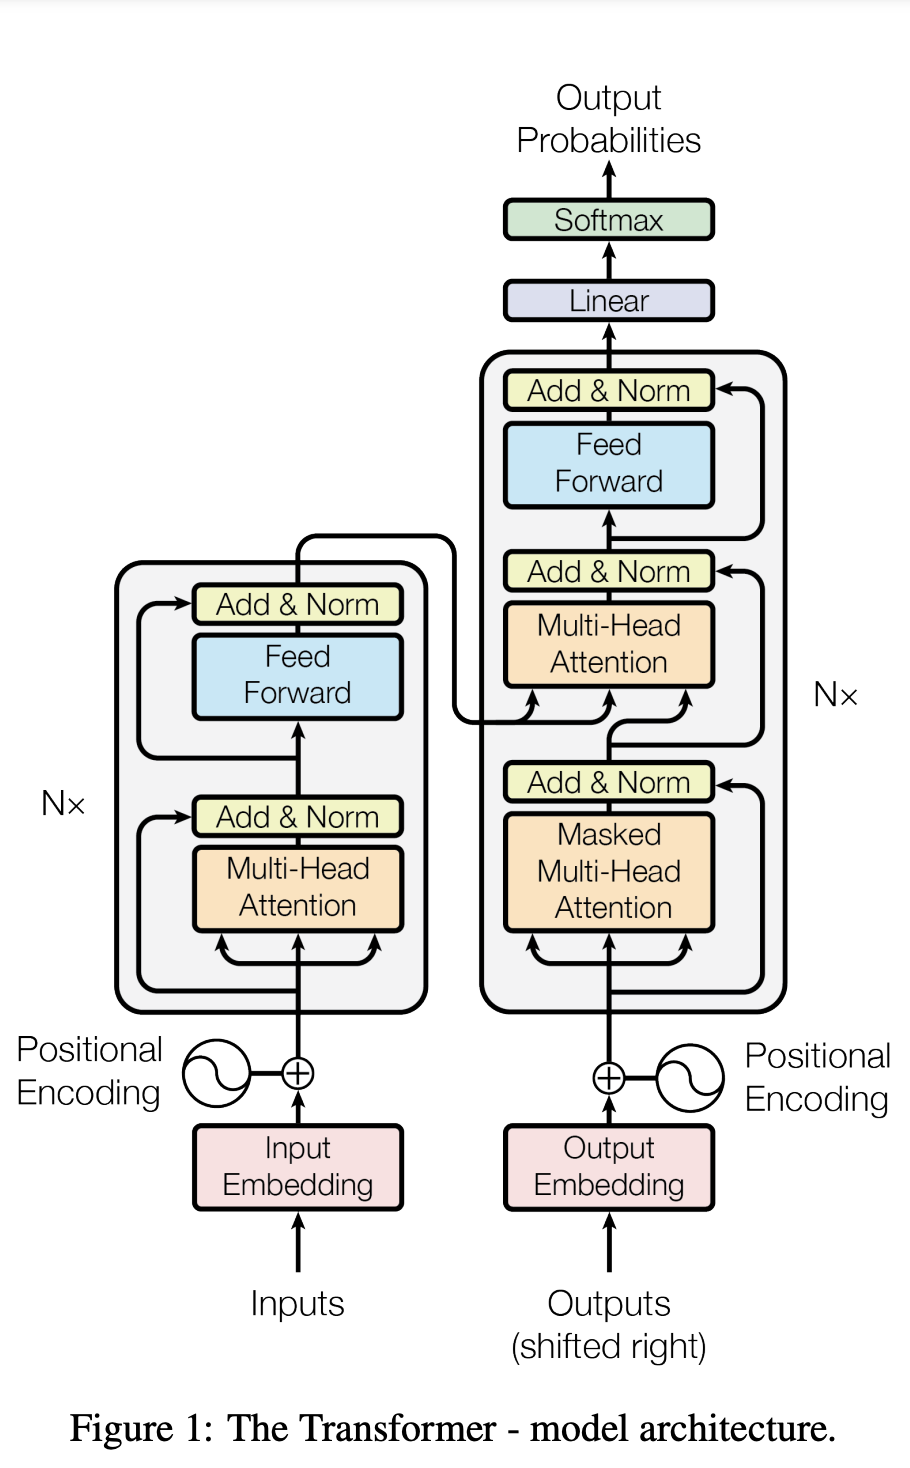 Output
Probabilities
Softmax
Linear
Add & Norm
Feed
Forward
Add & Norm
Multi-Head
Attention
Nx
Add & Norm
Masked
Multi-Head
Attention
Add & Norm
Feed
Forward
N×
Add & Norm
Multi-Head
Attention
Positional
Encoding
Positional
Encoding
Input
Embedding
Output
Embedding
Inputs
Outputs
(shifted right)
Figure 1: The Transformer - model architecture.